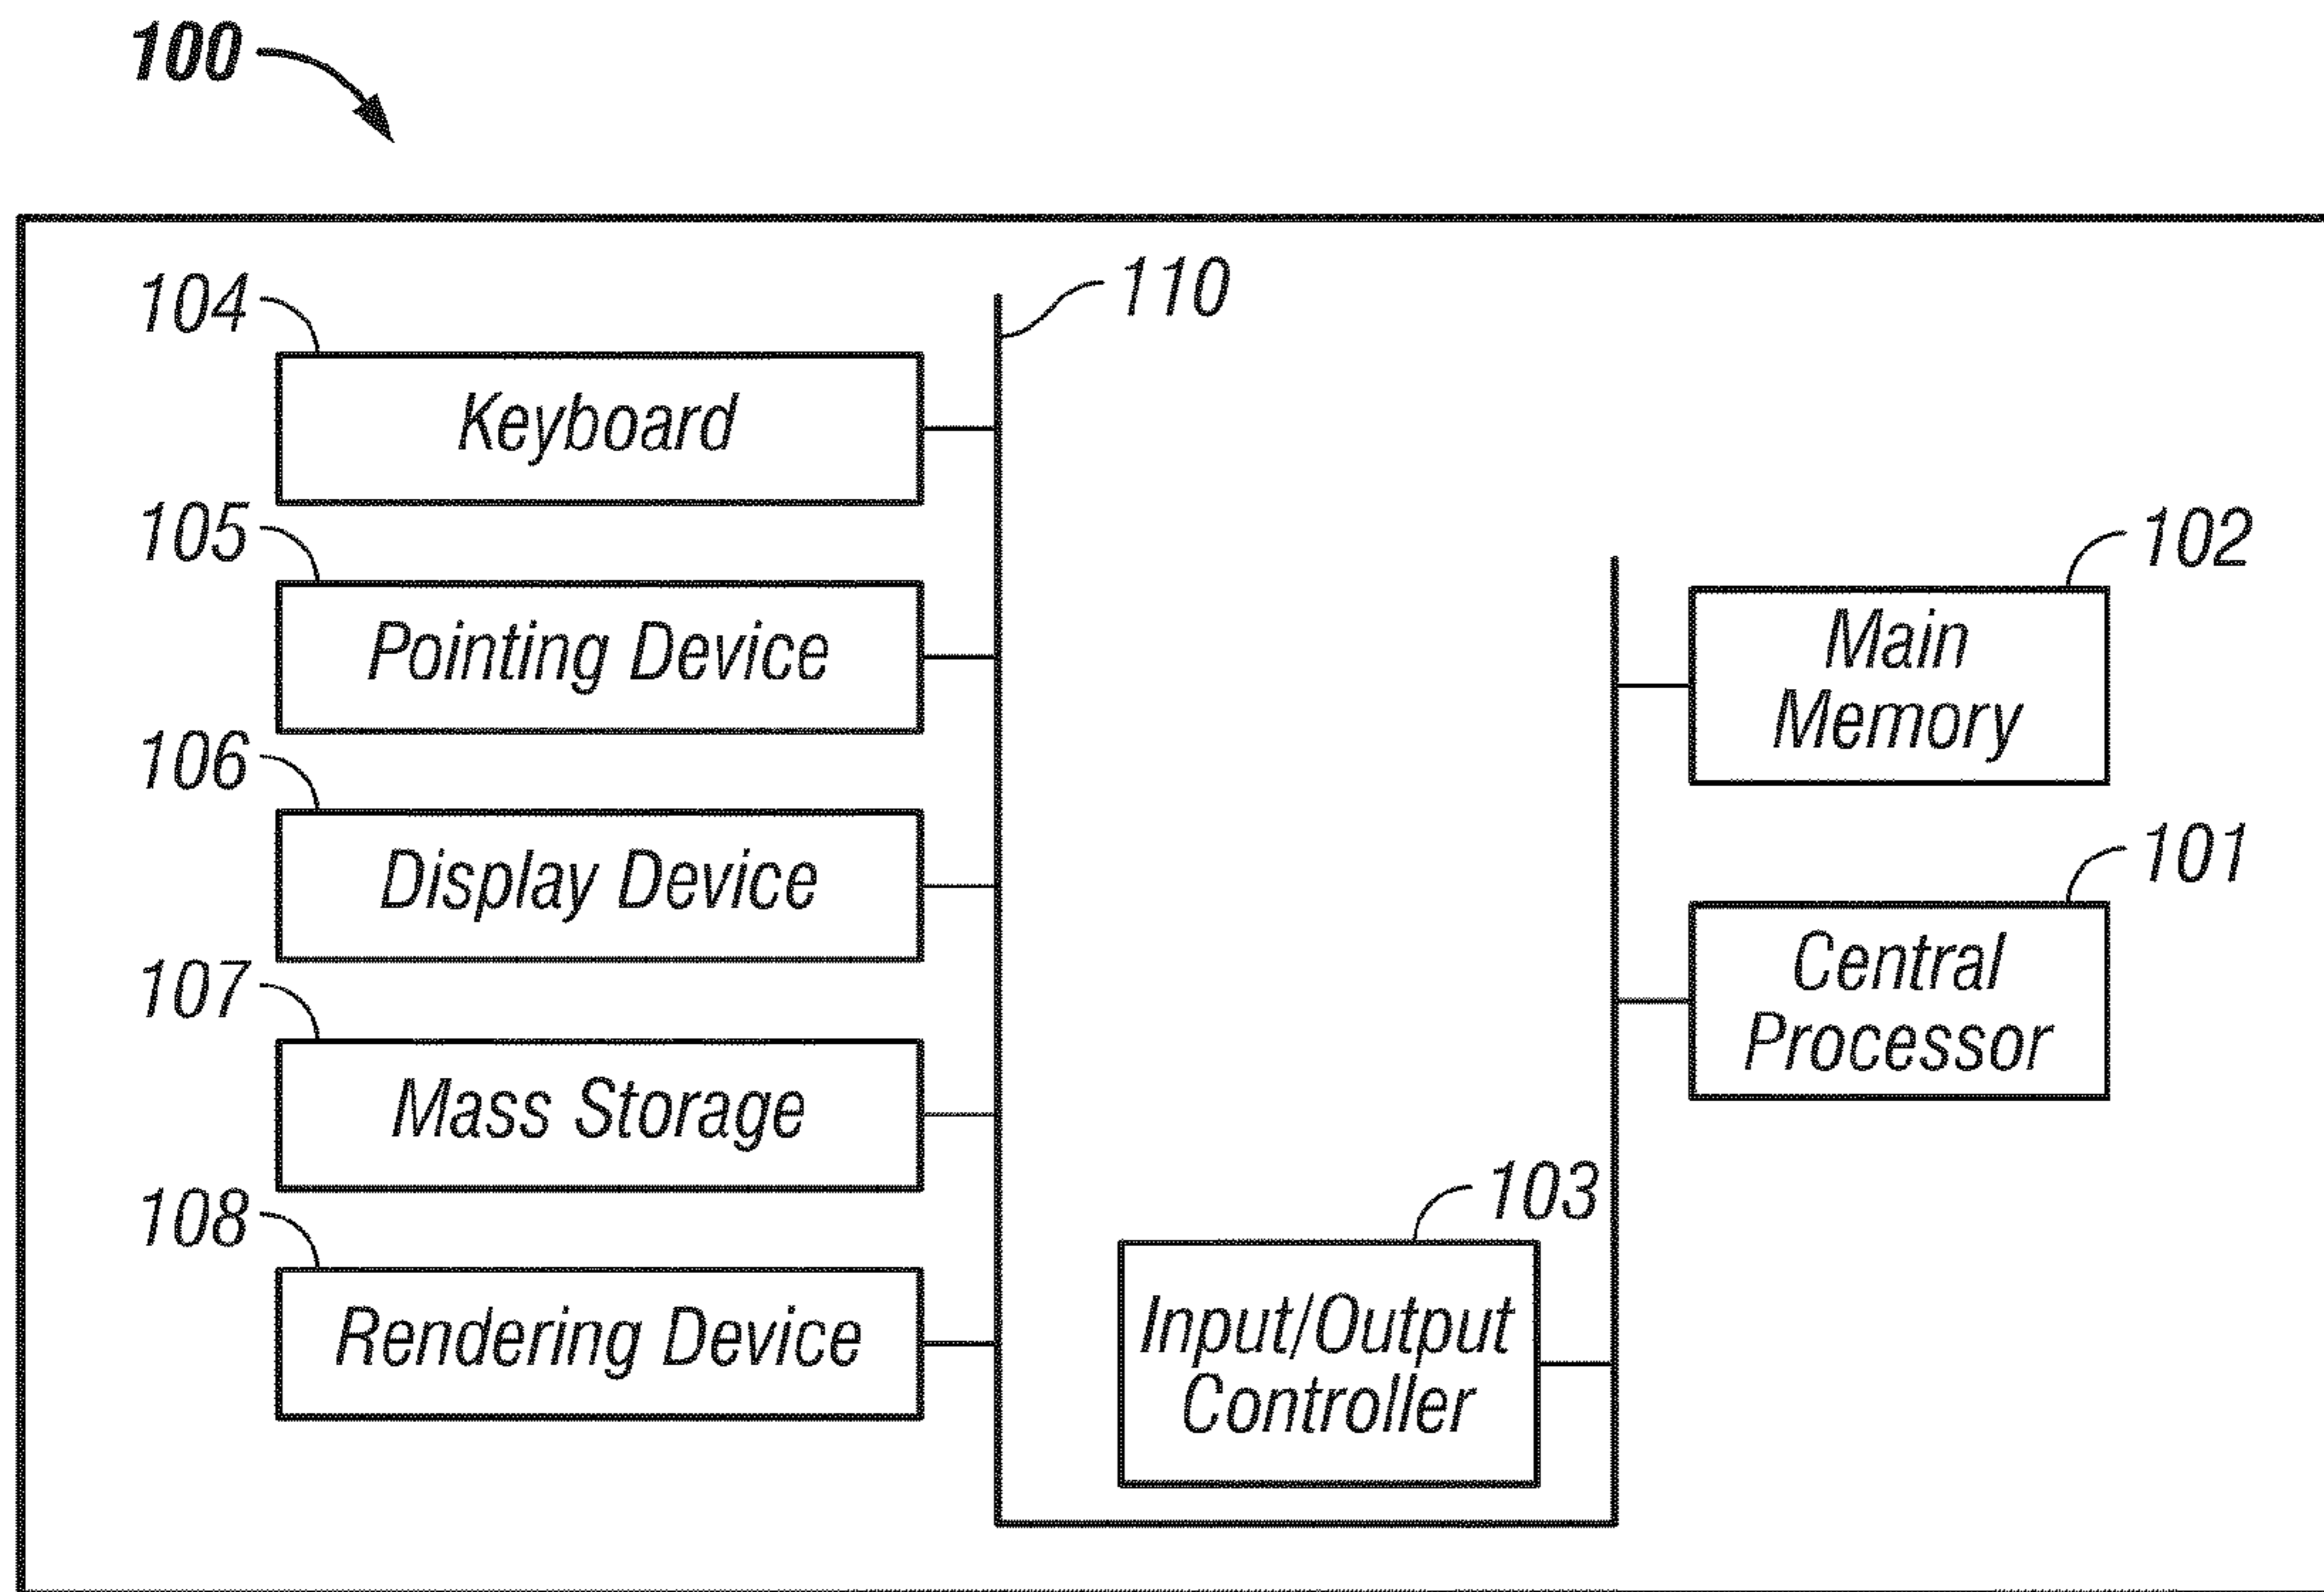 100
104
110
Keyboard
105
Pointing Device
102
Main
Memory
106
Display Device
101
Central
Processor
107
Mass Storage
103
108
Rendering Device
Input/Output
Controller